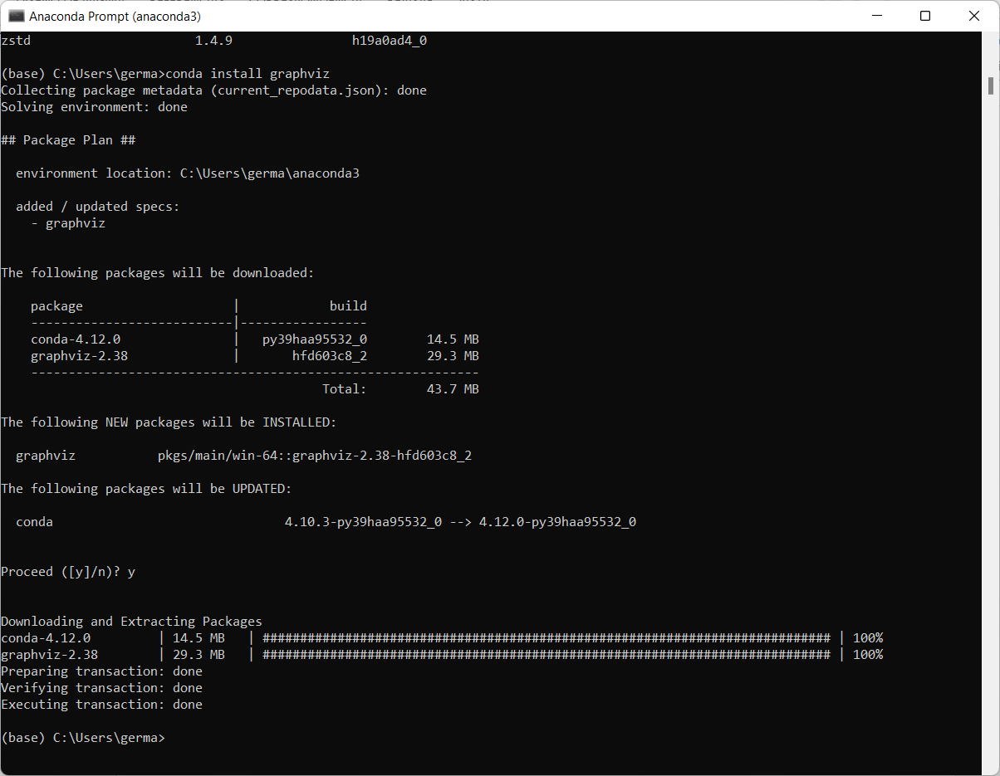 Anaconda Prompt (anaconda3)
zstd                      1.4.9                h19a0ad4_0
(base) C:\Users\germa>conda install graphviz
Collecting package metadata (current_repodata.json): done
Solving environment: done
## Package Plan ##
  environment location: C:\Users\germa\anaconda3
  added / updated specs:
    - graphviz
The following packages will be downloaded:
    package                    |            build
    ---------------------------|-----------------
    conda-4.12.0               |   py39haa95532_0        14.5 MB
    graphviz-2.38              |       hfd603c8_2        29.3 MB
    ------------------------------------------------------------
                                           Total:        43.7 MB
The following NEW packages will be INSTALLED:
  graphviz           pkgs/main/win-64::graphviz-2.38-hfd603c8_2
The following packages will be UPDATED:
  conda                               4.10.3-py39haa95532_0 --> 4.12.0-py39haa95532_0
Proceed ([y]/n)? y
Downloading and Extracting Packages
conda-4.12.0         | 14.5 MB   | ############################################################################ | 100%
graphviz-2.38        | 29.3 MB   | ############################################################################ | 100%
Preparing transaction: done
Verifying transaction: done
Executing transaction: done
(base) C:\Users\germa>